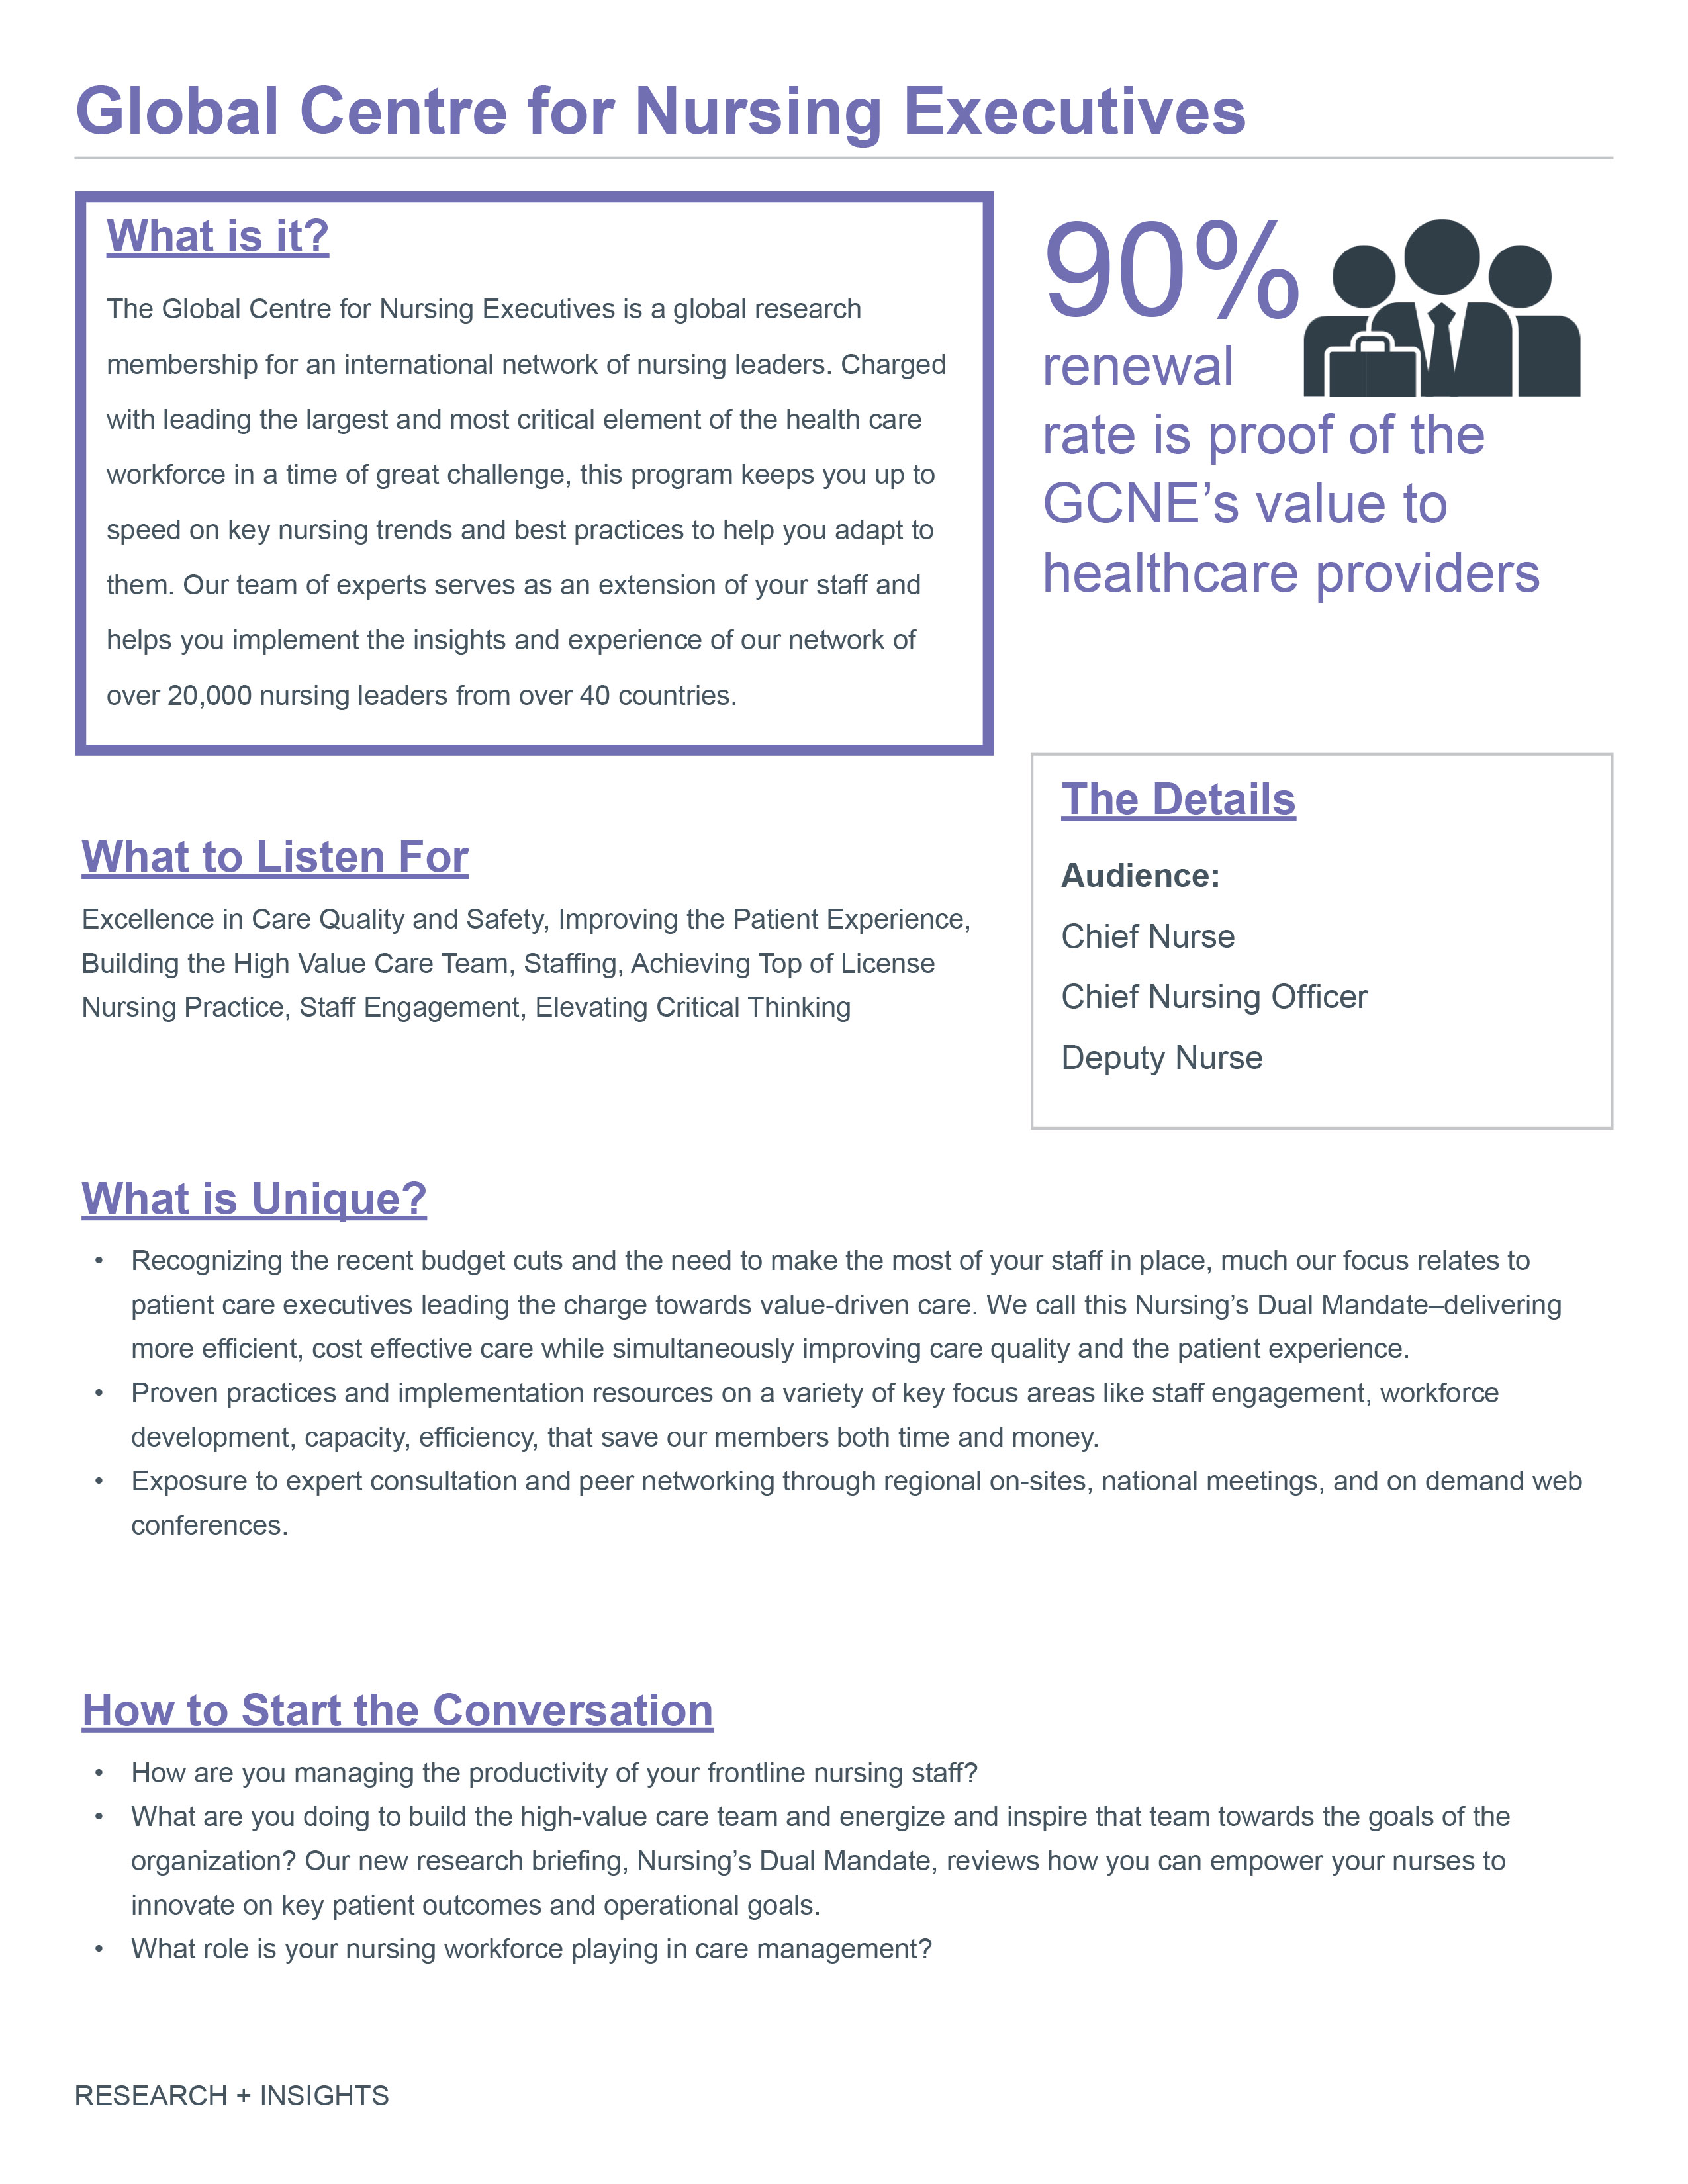 Global Centre for Nursing Executives
What is it?
The Global Centre for Nursing Executives is a global research
membership for an international network of nursing leaders. Charged
with leading the largest and most critical element of the health care
workforce in a time of great challenge, this program keeps you up to
speed on key nursing trends and best practices to help you adapt to
them. Our team of experts serves as an extension of your staff and
helps you implement the insights and experience of our network of
over 20,000 nursing leaders from over 40 countries.
90%
renewal
rate is proof of the
GCNE’s value to
healthcare providers
What to Listen For
Excellence in Care Quality and Safety, Improving the Patient Experience,
Building the High Value Care Team, Staffing, Achieving Top of License
Nursing Practice, Staff Engagement, Elevating Critical Thinking
The Details
Audience:
Chief Nurse
Chief Nursing Officer
Deputy Nurse
What is Unique?
• Recognizing the recent budget cuts and the need to make the most of your staff in place, much our focus relates to
patient care executives leading the charge towards value-driven care. We call this Nursing’s Dual Mandate–delivering
more efficient, cost effective care while simultaneously improving care quality and the patient experience.
• Proven practices and implementation resources on a variety of key focus areas like staff engagement, workforce
development, capacity, efficiency, that save our members both time and money.
• Exposure to expert consultation and peer networking through regional on-sites, national meetings, and on demand web
conferences.
How to Start the Conversation
• How are you managing the productivity of your frontline nursing staff?
• What are you doing to build the high-value care team and energize and inspire that team towards the goals of the
organization? Our new research briefing, Nursing’s Dual Mandate, reviews how you can empower your nurses to
innovate on key patient outcomes and operational goals.
• What role is your nursing workforce playing in care management?
RESEARCH + INSIGHTS